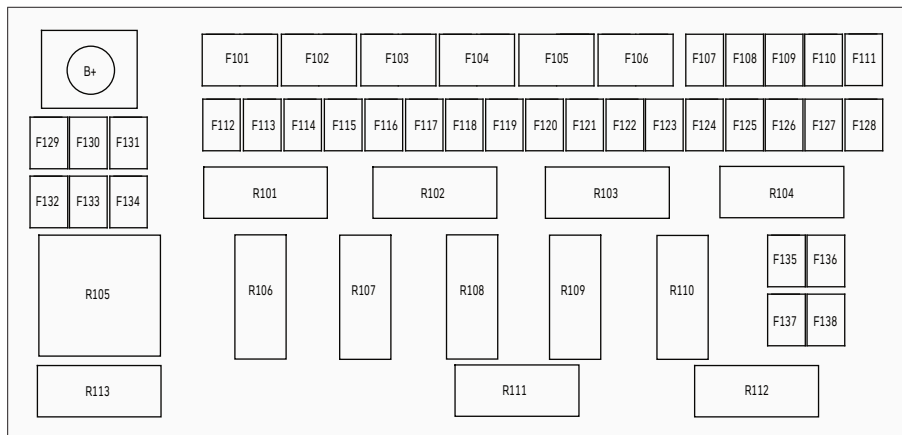 B+
F101 F102 F103 F104 F105 F106 F107 F108 F109 F110 F111
F112 F113 F114 F115 F116 F117 F118 F119 F120 F121 F122 F123 F124 F125 F126 F127 F128
F129 F130 F131
F132 F133 F134
R101 R102 R103 R104
R105 R106 R107 R108 R109 R110
F135 F136
F137 F138
R113 R111 R112